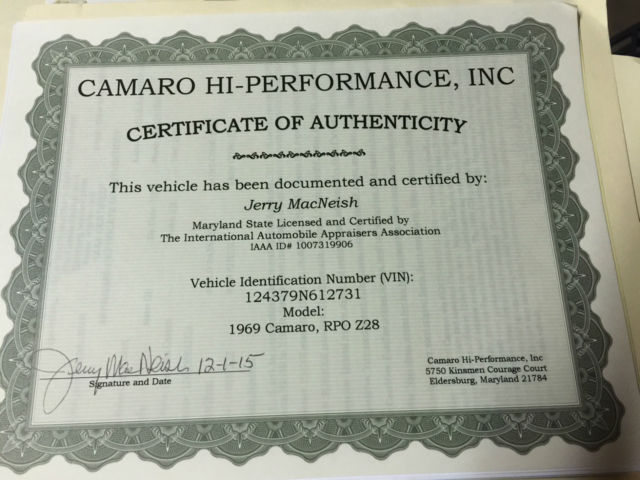 CAMARO HI-PERFORMANCE, INC
CERTIFICATE OF AUTHENTICITY
This vehicle has been documented and certified by:
Jerry MacNeish
Maryland State Licensed and Certified by
The International Automobile Appraisers Association
IAAA ID# 1007319906
Vehicle Identification Number (VIN):
124379N612731
Model:
1969 Camaro, RPO Z28
Jerry MacNeish 12-1-15
Signature and Date
Camaro Hi-Performance, Inc
5750 Kinsmen Courage Court
Eldersburg, Maryland 21784